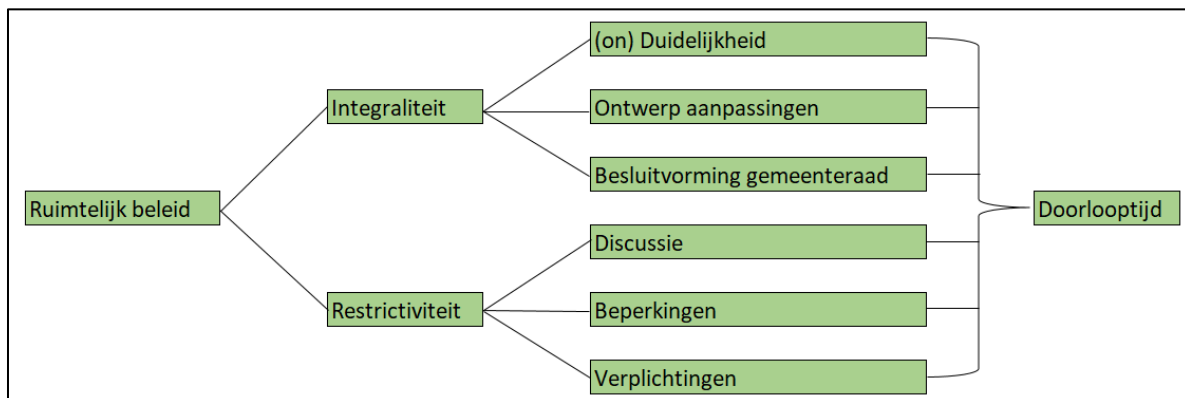 Ruimtelijk beleid
Integraliteit
Restrictiviteit
(on) Duidelijkheid
Ontwerp aanpassingen
Besluitvorming gemeenteraad
Discussie
Beperkingen
Verplichtingen
Doorlooptijd